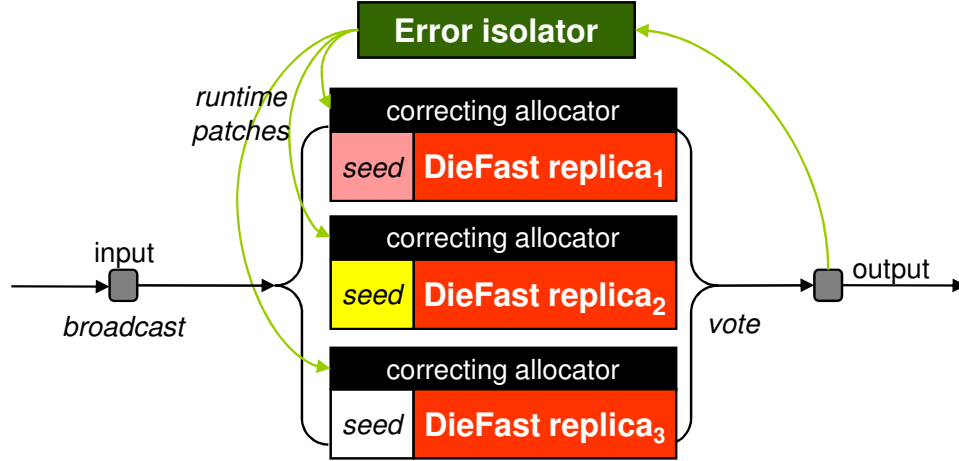 Error isolator
runtime
patches
correcting allocator
seed DieFast replica₁
correcting allocator
seed DieFast replica₂
correcting allocator
seed DieFast replica₃
input
broadcast
vote
output